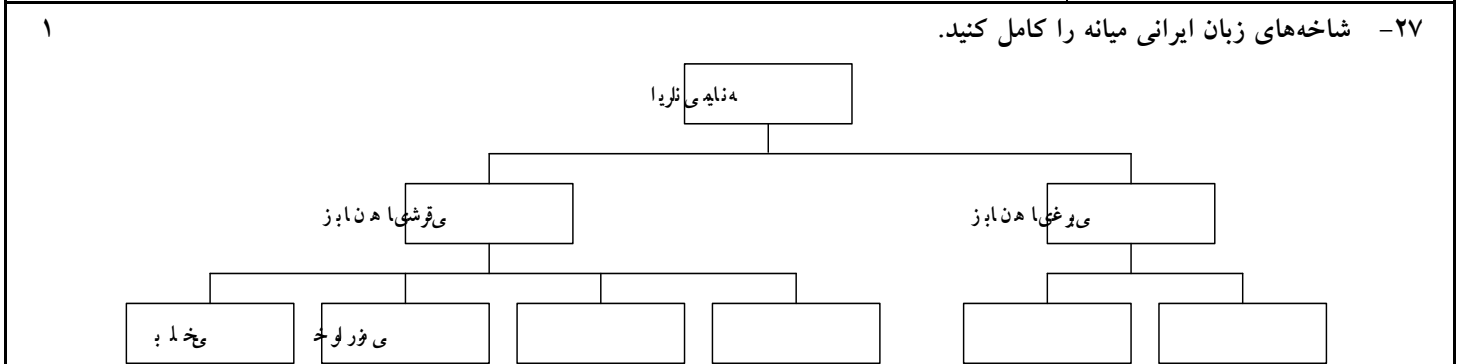 ۲۷- شاخه‌های زبان ایرانی میانه را کامل کنید. ۱
ایرانی میانه
زبان های غربی
زبان های شرقی
خوارزمی
بلخی